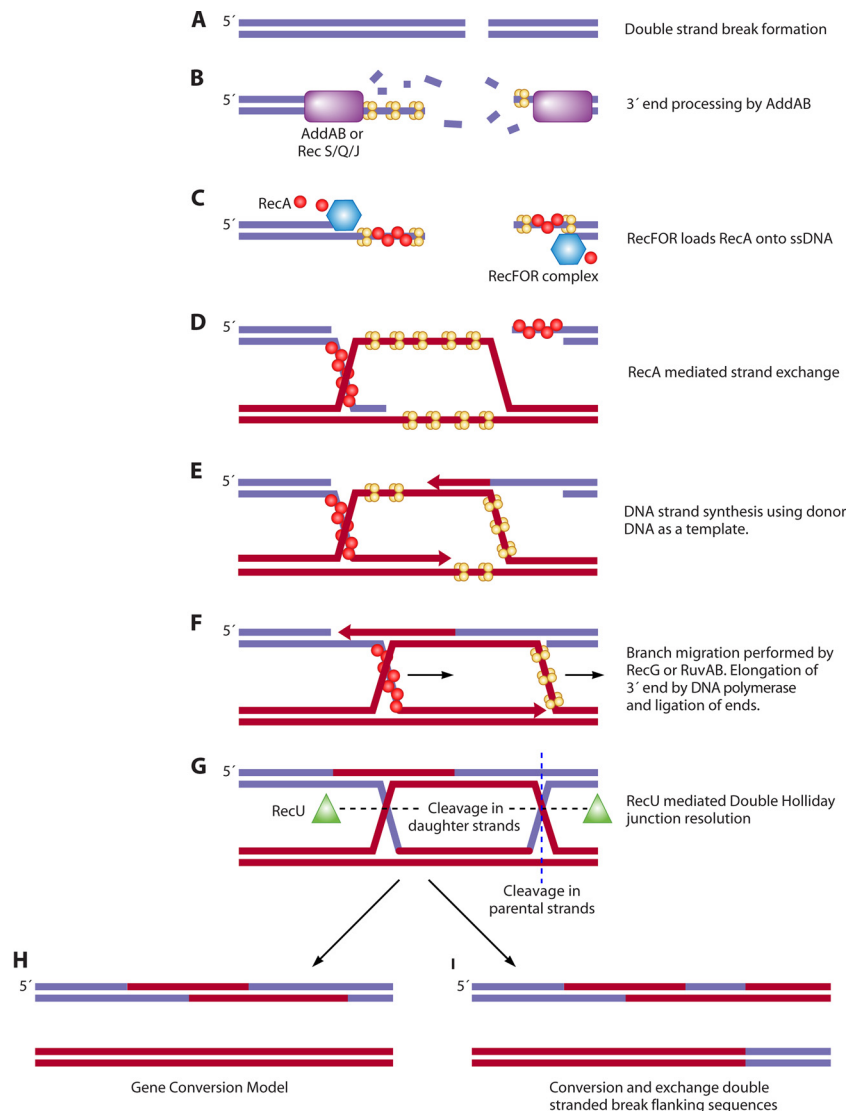 A
5´
Double strand break formation
B
5´
3´ end processing by AddAB
AddAB or
Rec S/Q/J
C
RecA
5´
RecFOR loads RecA onto ssDNA
RecFOR complex
D
5´
RecA mediated strand exchange
E
5´
DNA strand synthesis using donor
DNA as a template.
F
5´
Branch migration performed by
RecG or RuvAB. Elongation of
3´ end by DNA polymerase
and ligation of ends.
G
5´
RecU
Cleavage in
daughter strands
RecU mediated Double Holliday
junction resolution
Cleavage in
parental strands
H
5´
Gene Conversion Model
I
5´
Conversion and exchange double
stranded break flanking sequences